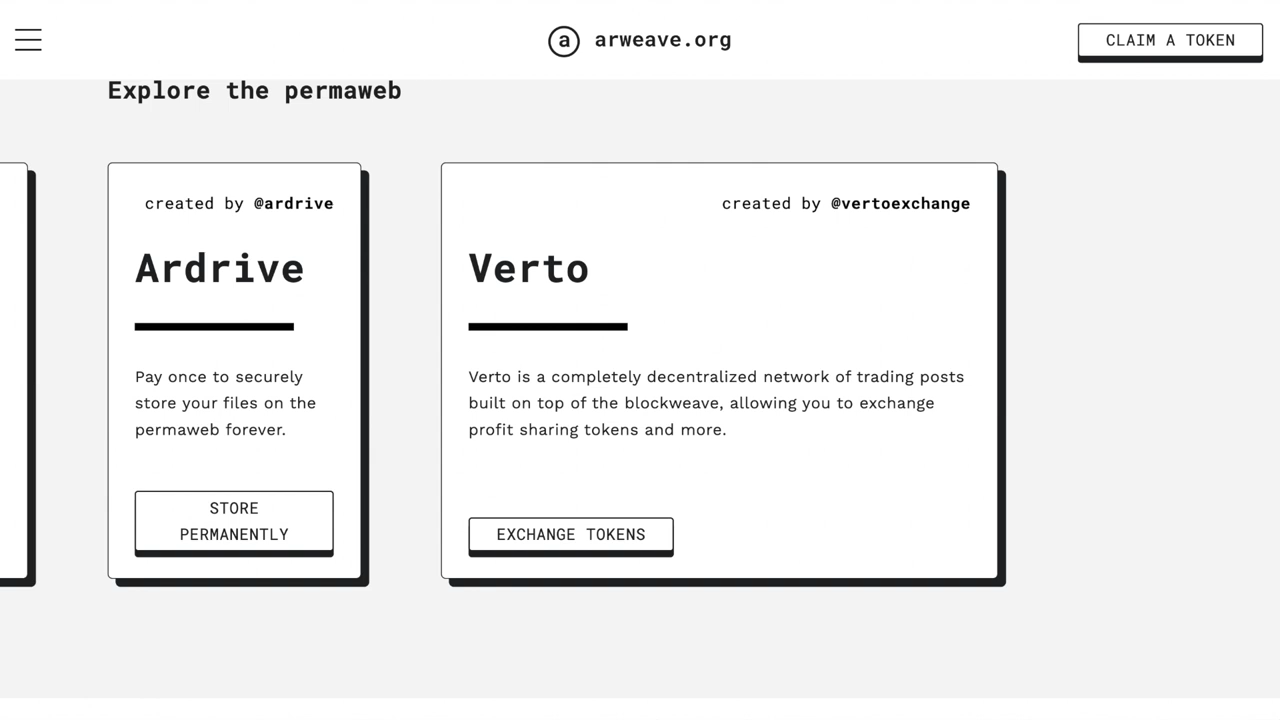 a arweave.org
CLAIM A TOKEN
Explore the permaweb
created by @ardrive
Ardrive
Pay once to securely
store your files on the
permaweb forever.
STORE
PERMANENTLY
created by @vertoexchange
Verto
Verto is a completely decentralized network of trading posts
built on top of the blockweave, allowing you to exchange
profit sharing tokens and more.
EXCHANGE TOKENS